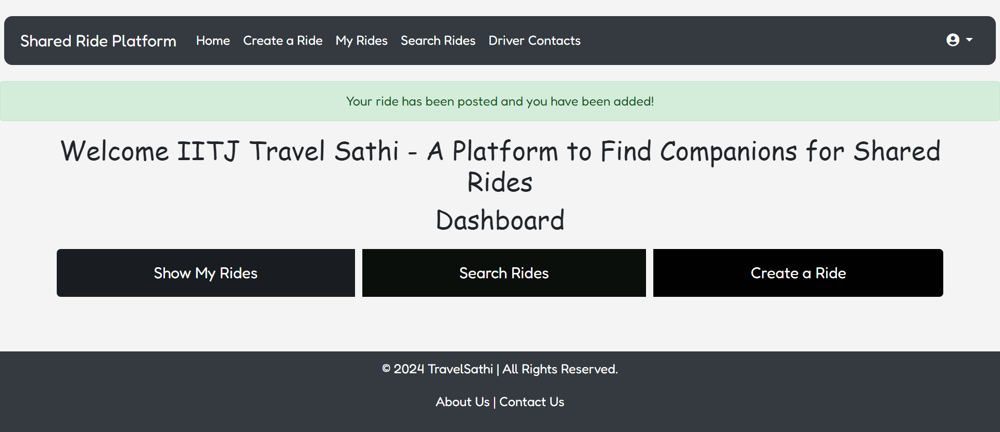 Shared Ride Platform Home Create a Ride My Rides Search Rides Driver Contacts
Your ride has been posted and you have been added!
Welcome IITJ Travel Sathi - A Platform to Find Companions for Shared
Rides
Dashboard
Show My Rides Search Rides Create a Ride
© 2024 TravelSathi | All Rights Reserved.
About Us | Contact Us